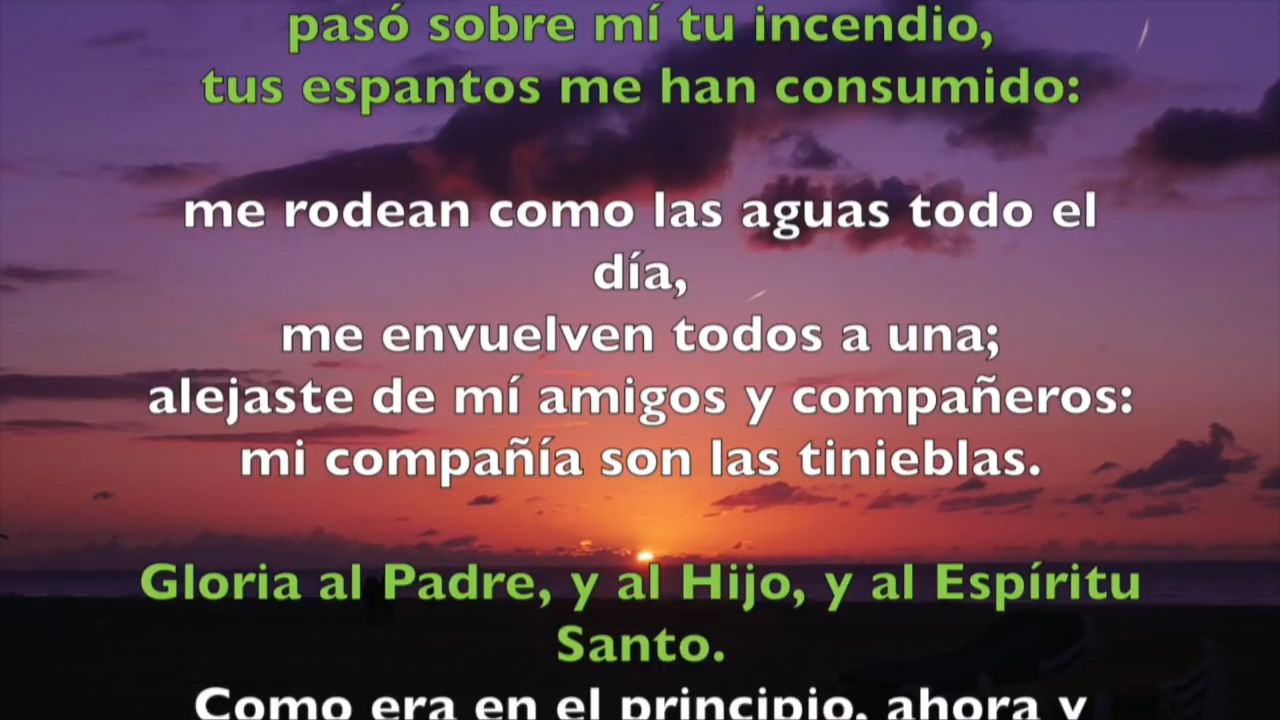 pasó sobre mí tu incendio,
tus espantos me han consumido:
me rodean como las aguas todo el
día,
me envuelven todos a una;
alejaste de mí amigos y compañeros:
mi compañía son las tinieblas.
Gloria al Padre, y al Hijo, y al Espíritu
Santo.
Como era en el principio, ahora y